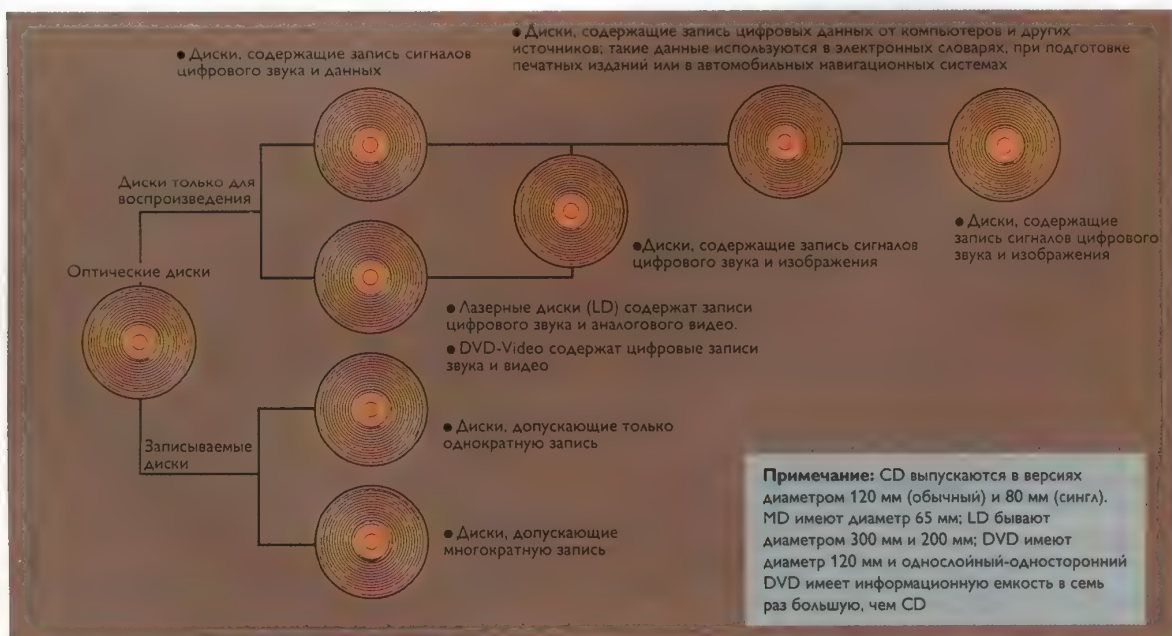 ● Диски, содержащие запись сигналов
цифрового звука и данных
● Диски, содержащие запись цифровых данных от компьютеров и других
источников; такие данные используются в электронных словарях, при подготовке
печатных изданий или в автомобильных навигационных системах
Диски только для
воспроизведения
● Диски, содержащие запись сигналов
цифрового звука и изображения
● Диски, содержащие
запись сигналов цифрового
звука и изображения
Оптические диски
● Лазерные диски (LD) содержат записи
цифрового звука и аналогового видео.
● DVD-Video содержат цифровые записи
звука и видео
Записываемые
диски
● Диски, допускающие только
однократную запись
● Диски, допускающие
многократную запись
Примечание: CD выпускаются в версиях
диаметром 120 мм (обычный) и 80 мм (сингл).
MD имеют диаметр 65 мм; LD бывают
диаметром 300 мм и 200 мм; DVD имеют
диаметр 120 мм и однослойный-односторонний
DVD имеет информационную емкость в семь
раз большую, чем CD